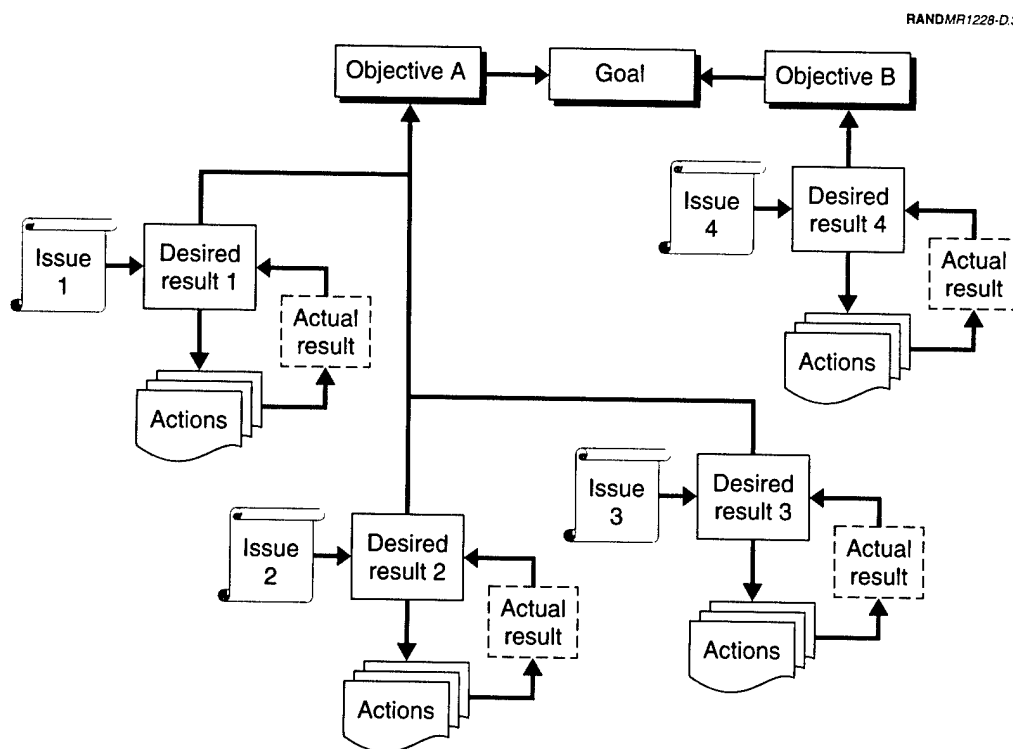 RANDMR1228-D.3
Objective A
Goal
Objective B
Issue
4
Desired
result 4
Actual
result
Actions
Issue
1
Desired
result 1
Actual
result
Actions
Issue
3
Desired
result 3
Actual
result
Actions
Issue
2
Desired
result 2
Actual
result
Actions